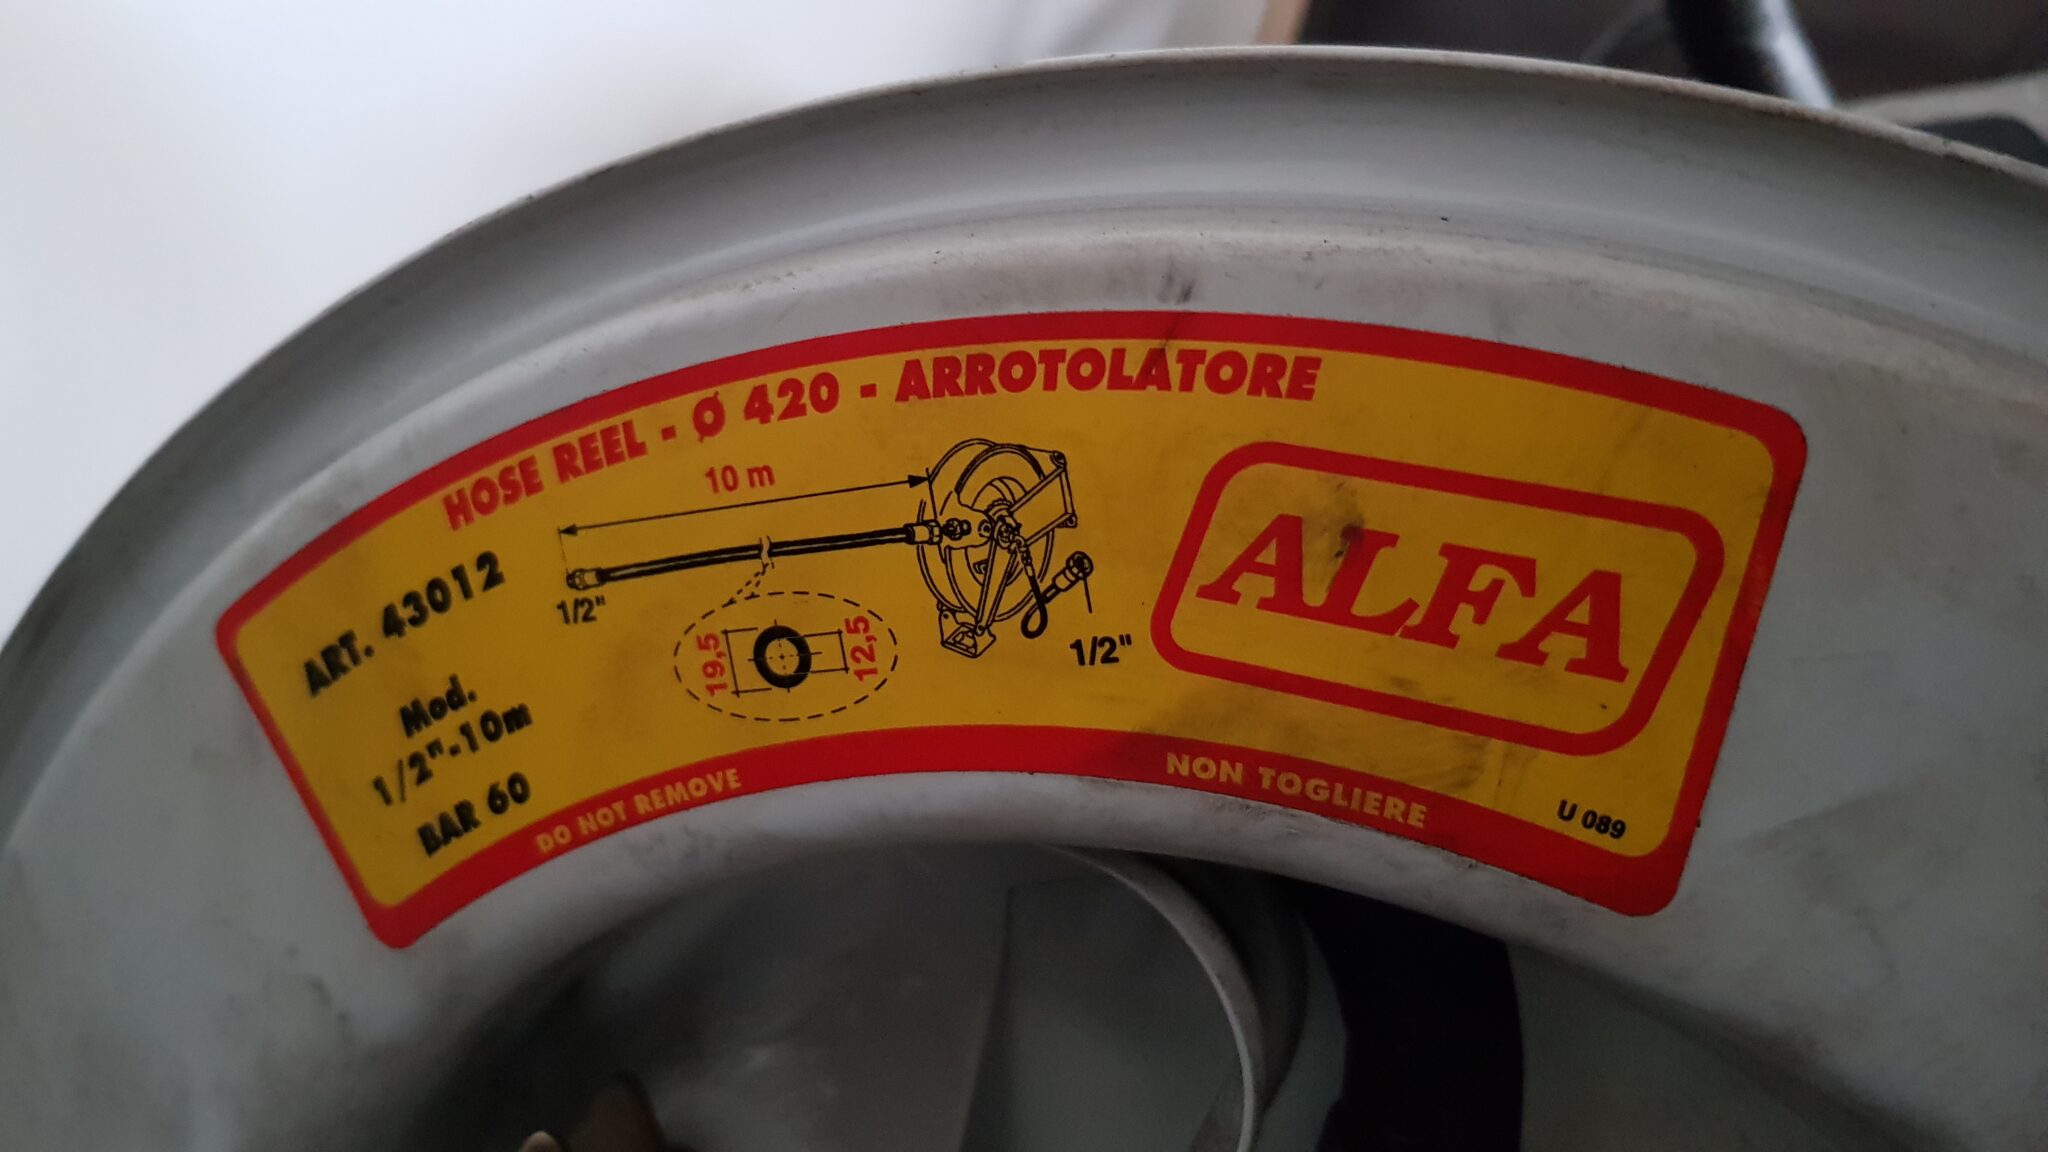 HOSE REEL - Ø 420 - ARROTOLATORE
ART. 43012
Mod.
1/2"-10m
BAR 60
10 m
1/2"
19,5
12,5
1/2"
ALFA
DO NOT REMOVE
NON TOGLIERE
U 089